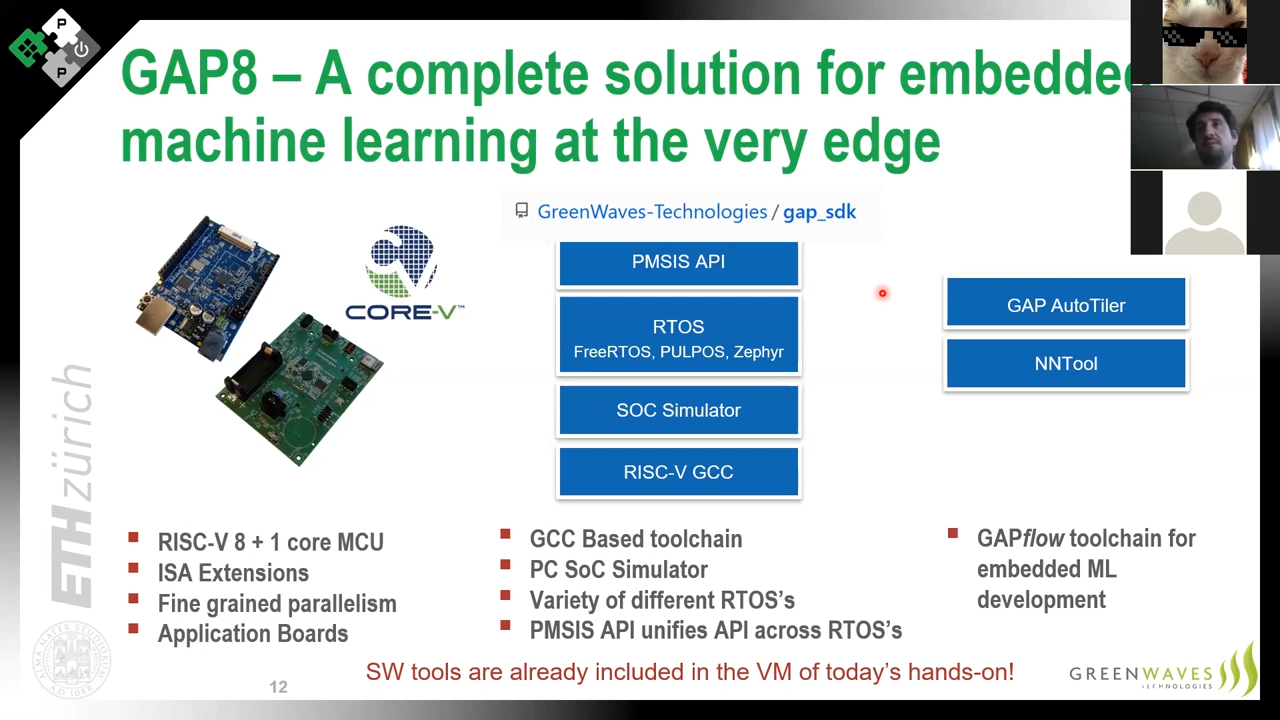 P
P
GAP8 – A complete solution for embedded
machine learning at the very edge
GreenWaves-Technologies / gap_sdk
CORE-V™
PMSIS API
RTOS
FreeRTOS, PULPOS, Zephyr
SOC Simulator
RISC-V GCC
GAP AutoTiler
NNTool
ETH zürich
RISC-V 8 + 1 core MCU
ISA Extensions
Fine grained parallelism
Application Boards
GCC Based toolchain
PC SoC Simulator
Variety of different RTOS's
PMSIS API unifies API across RTOS's
GAPflow toolchain for
embedded ML
development
SW tools are already included in the VM of today's hands-on!
12
GREENWAVES
TECHNOLOGIES